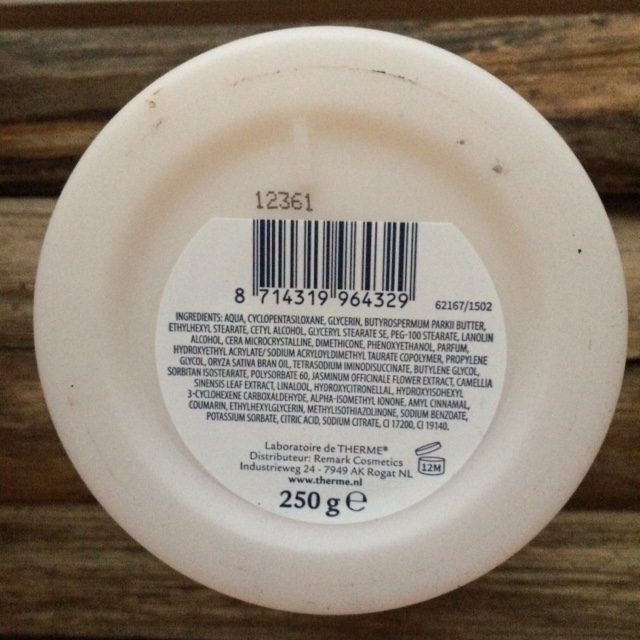 12361
8 714319 964329
62167/1502
INGREDIENTS: AQUA, CYCLOPENTASILOXANE, GLYCERIN, BUTYROSPERMUM PARKII BUTTER,
ETHYLHEXYL STEARATE, CETYL ALCOHOL, GLYCERYL STEARATE SE, PEG-100 STEARATE, LANOLIN
ALCOHOL, CERA MICROCRYSTALLINE, DIMETHICONE, PHENOXYETHANOL, PARFUM,
HYDROXYETHYL ACRYLATE/ SODIUM ACRYLOYLDIMETHYL TAURATE COPOLYMER, PROPYLENE
GLYCOL, ORYZA SATIVA BRAN OIL, TETRASODIUM IMINODISUCCINATE, BUTYLENE GLYCOL,
SORBITAN ISOSTEARATE, POLYSORBATE 60, JASMINUM OFFICINALE FLOWER EXTRACT, CAMELLIA
SINENSIS LEAF EXTRACT, LINALOOL, HYDROXYCITRONELLAL, HYDROXYISOHEXYL
3-CYCLOHEXENE CARBOXALDEHYDE, ALPHA-ISOMETHYL IONONE, AMYL CINNAMAL,
COUMARIN, ETHYLHEXYLGLYCERIN, METHYLISOTHIAZOLINONE, SODIUM BENZOATE,
POTASSIUM SORBATE, CITRIC ACID, SODIUM CITRATE, CI 17200, CI 19140.
Laboratoire de THERME®
Distributeur: Remark Cosmetics
Industrieweg 24 - 7949 AK Rogat NL
www.therme.nl
12M
250 g ℮